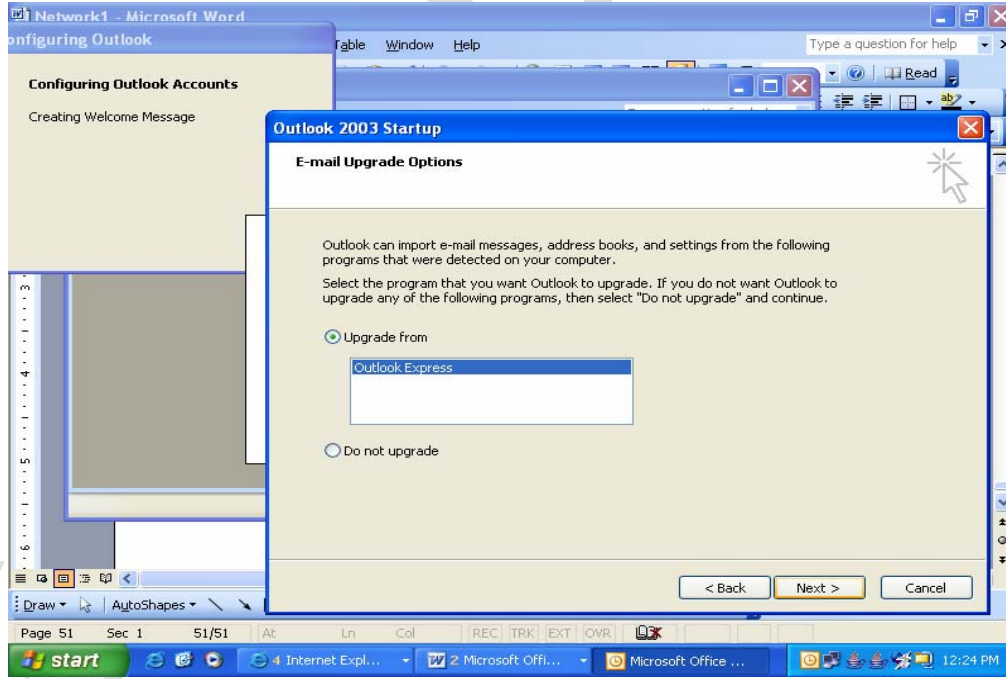 Network1 - Microsoft Word
onfiguring Outlook
Table Window Help
Type a question for help
Read
Configuring Outlook Accounts
Creating Welcome Message
Outlook 2003 Startup
E-mail Upgrade Options
Outlook can import e-mail messages, address books, and settings from the following
programs that were detected on your computer.
Select the program that you want Outlook to upgrade. If you do not want Outlook to
upgrade any of the following programs, then select "Do not upgrade" and continue.
Upgrade from
Outlook Express
Do not upgrade
3
4
5
6
< Back Next > Cancel
Draw AutoShapes
Page 51 Sec 1 51/51 At Ln Col REC TRK EXT OVR
start 4 Internet Expl... 2 Microsoft Offi... Microsoft Office ... 12:24 PM